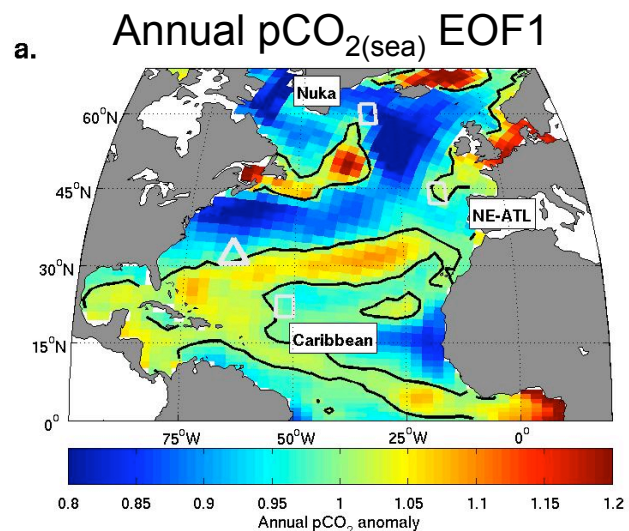 Annual pCO₂(sea) EOF1
a.
Nuka
60°N
45°N
NE-ATL
30°N
Caribbean
15°N
0°
75°W 50°W 25°W 0°
0.8 0.85 0.9 0.95 1 1.05 1.1 1.15 1.2
Annual pCO₂ anomaly